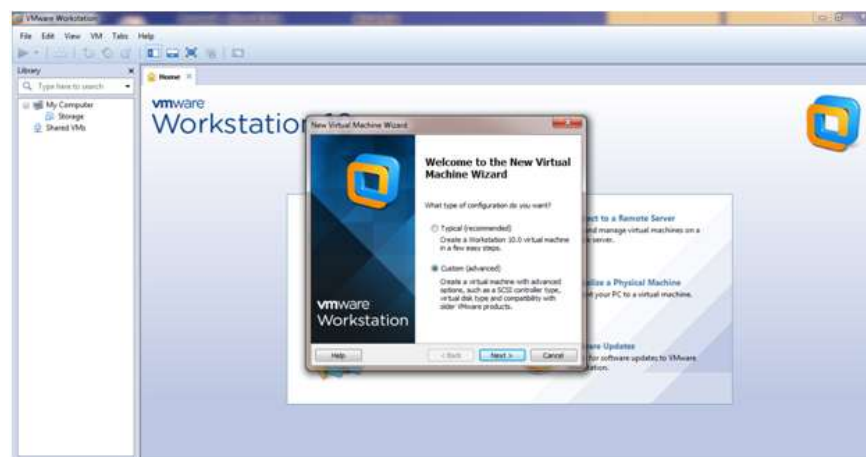 VMware Workstation
File Edit View VM Tabs Help
Library
Type here to search
My Computer
Storage
Shared VMs
Home
vmware
Workstation
New Virtual Machine Wizard
Welcome to the New Virtual
Machine Wizard
What type of configuration do you want?
Typical (recommended)
Create a Workstation 10.0 virtual machine
in a few easy steps.
Custom (advanced)
Create a virtual machine with advanced
options, such as a SCSI controller type,
virtual disk type and compatibility with
older VMware products.
vmware
Workstation
Help
< Back
Next >
Cancel
to a Remote Server
and manage virtual machines on a
server.
a Physical Machine
your PC to a virtual machine.
Updates
for software updates to VMware